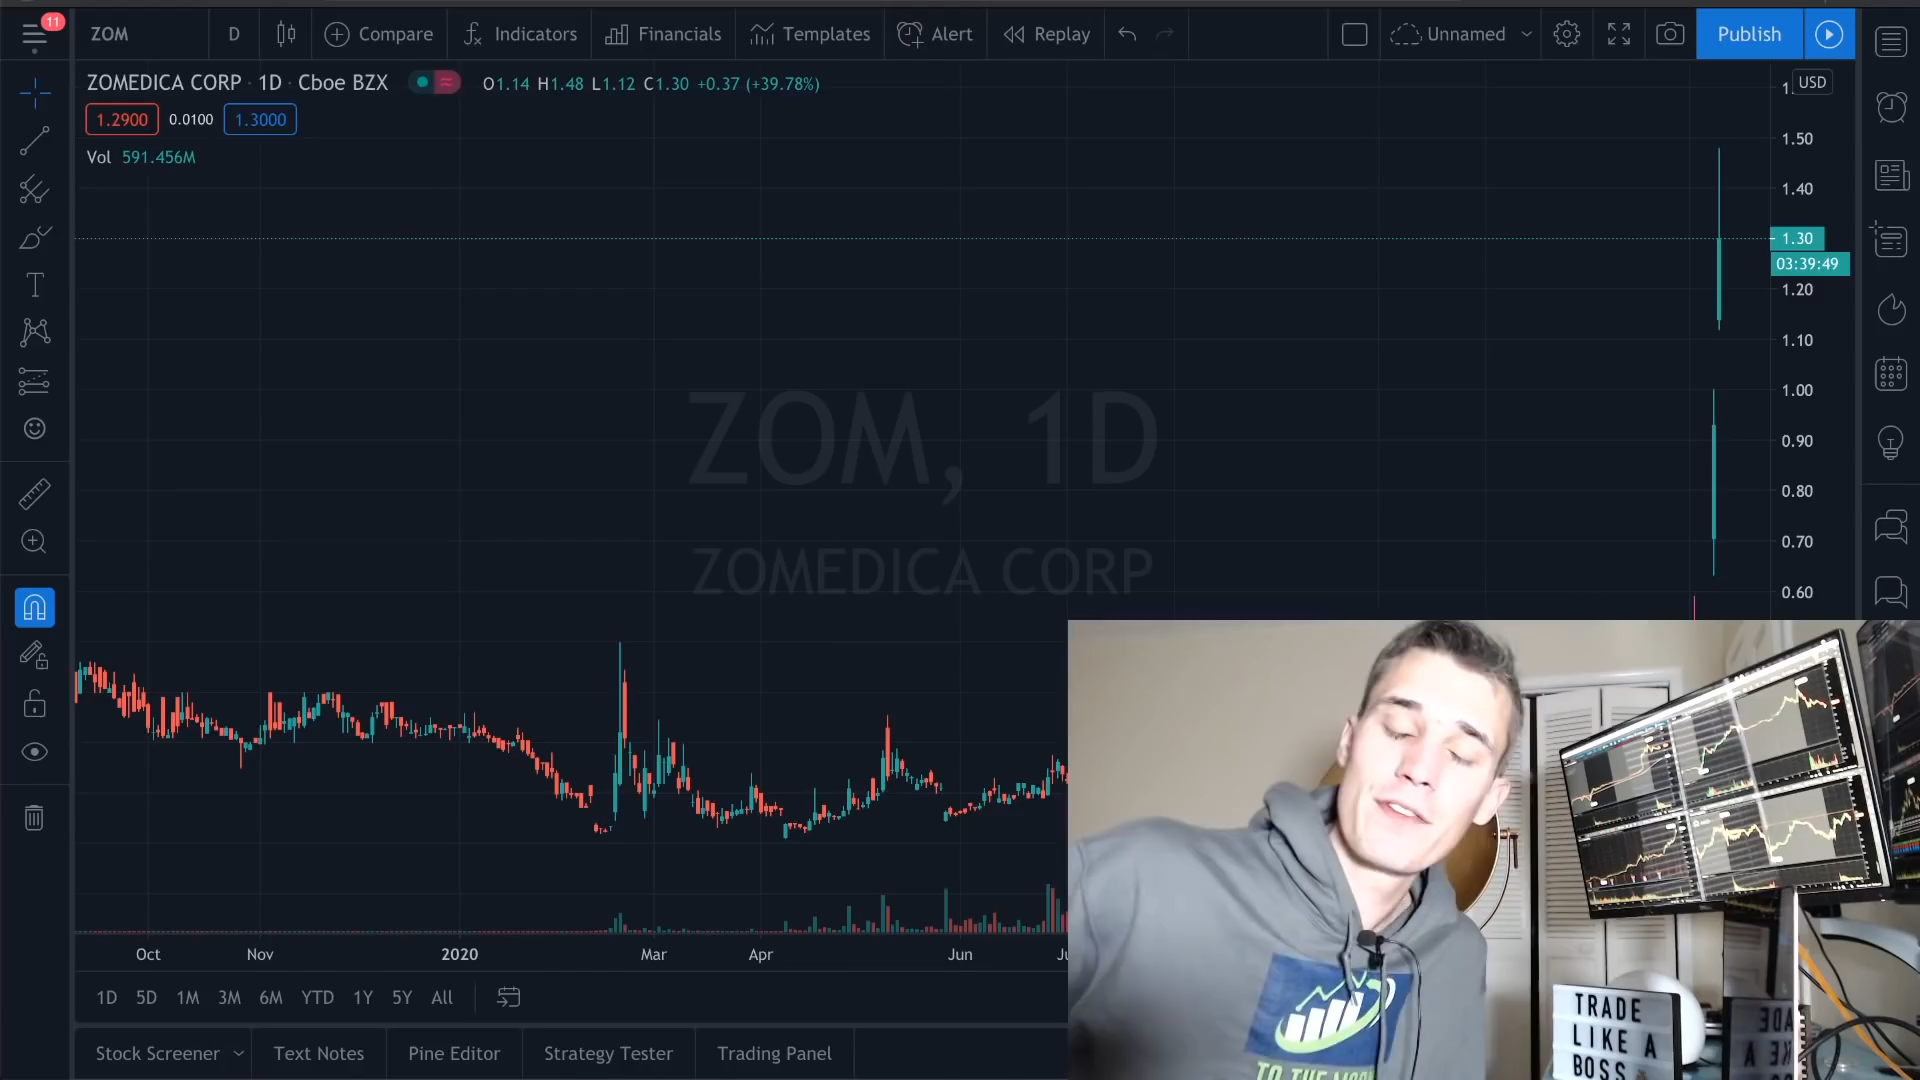 11
ZOM
D
Compare
Indicators
Financials
Templates
Alert
Replay
Unnamed
Publish
ZOMEDICA CORP · 1D · Cboe BZX
O1.14 H1.48 L1.12 C1.30 +0.37 (+39.78%)
1.2900 0.0100 1.3000
Vol 591.456M
USD
1.50
1.40
1.30
03:39:49
1.20
1.10
1.00
0.90
0.80
0.70
0.60
ZOM, 1D
ZOMEDICA CORP
Oct Nov 2020 Mar Apr Jun
1D 5D 1M 3M 6M YTD 1Y 5Y All
Stock Screener Text Notes Pine Editor Strategy Tester Trading Panel
TO THE MOON
TRADE
LIKE A
BOSS